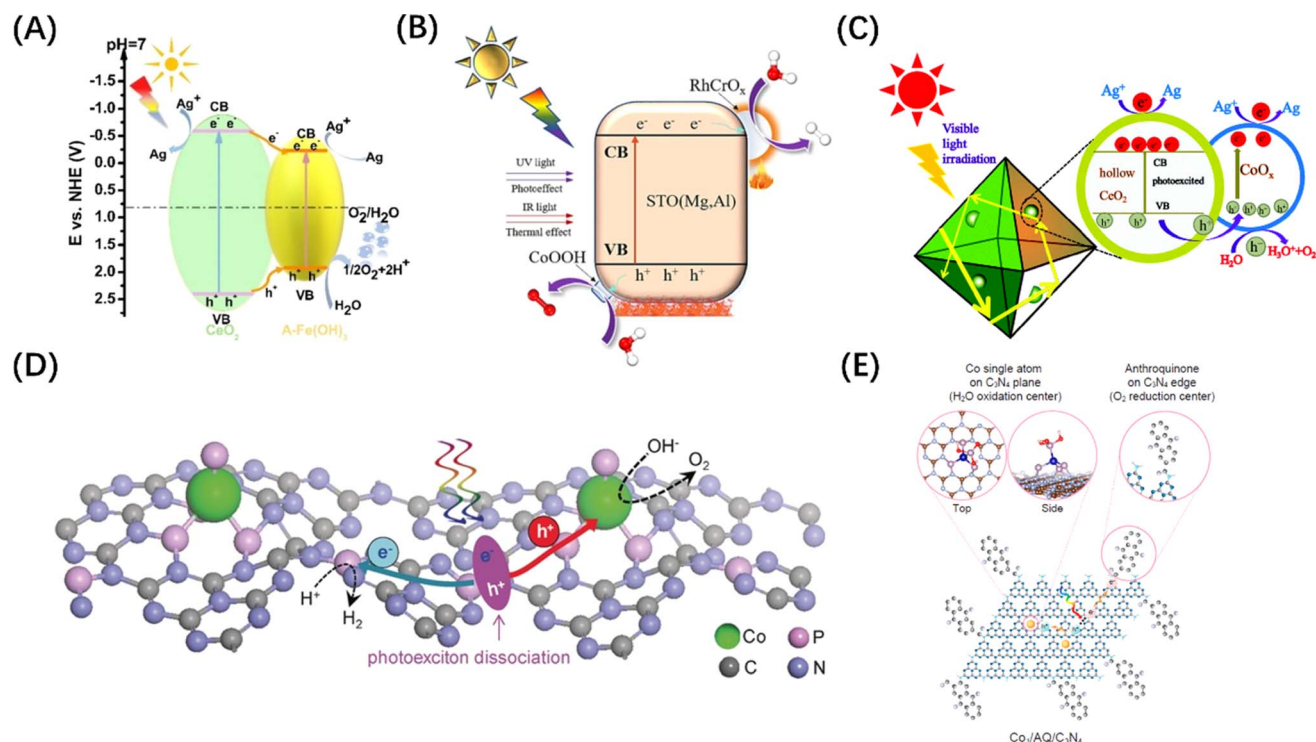 (A)
pH=7
E vs. NHE (V)
-1.5
-1.0
-0.5
0.0
0.5
1.0
1.5
2.0
2.5
Ag⁺
Ag
CB
e⁻ e⁻
e⁻
CB
e⁻ e⁻
Ag⁺
Ag
O₂/H₂O
1/2O₂+2H⁺
H₂O
h⁺ h⁺
VB
h⁺
h⁺ h⁺
VB
CeO₂
A-Fe(OH)₃
(B)
RhCrOₓ
e⁻ e⁻ e⁻
CB
UV light
Photoeffect
IR light
Thermal effect
STO(Mg,Al)
VB
h⁺ h⁺ h⁺
CoOOH
(C)
Visible
light
irradiation
Ag⁺
e⁻
Ag
Ag⁺
e⁻
Ag
e⁻ e⁻ e⁻ e⁻
e⁻ e⁻
hollow
CeO₂
CB
photoexcited
VB
CoOₓ
h⁺ h⁺
h⁺ h⁺ h⁺ h⁺
h⁺
h⁺
H₂O
H₃O⁺+O₂
(D)
OH⁻
O₂
h⁺
e⁻
e⁻
h⁺
H⁺
H₂
photoexciton dissociation
Co
P
C
N
(E)
Co single atom
on C₃N₄ plane
(H₂O oxidation center)
Anthroquinone
on C₃N₄ edge
(O₂ reduction center)
Top
Side
Co₁/AQ/C₃N₄